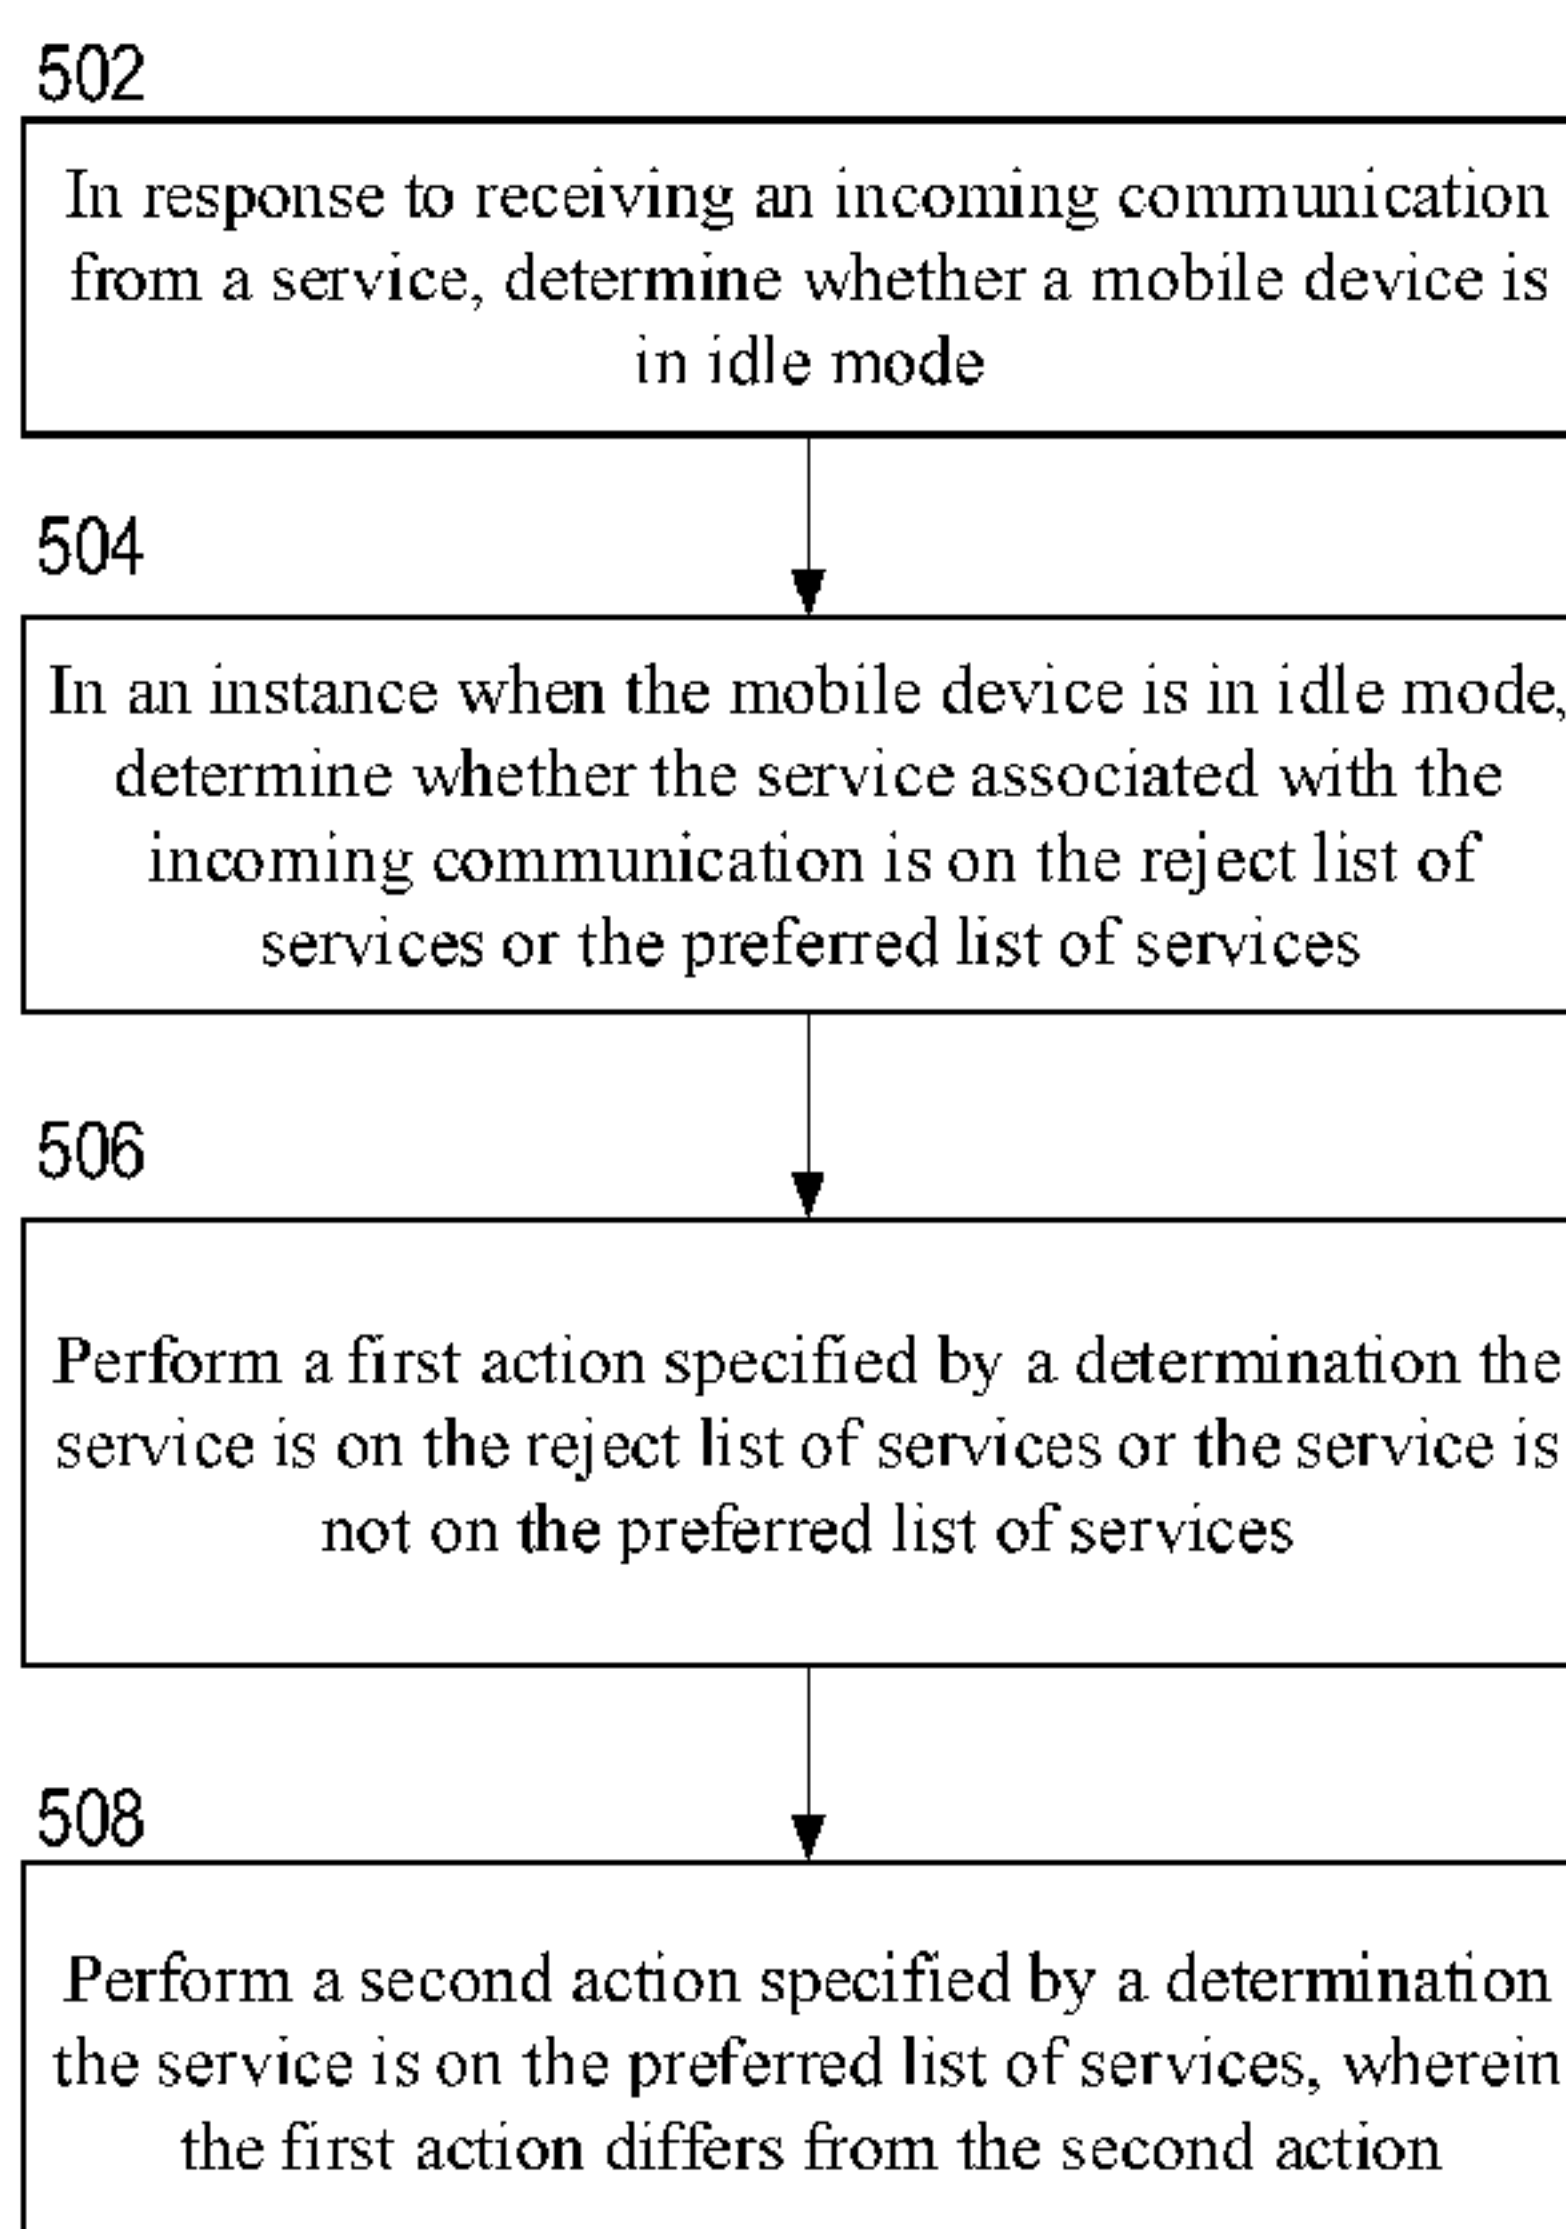 502
In response to receiving an incoming communication
from a service, determine whether a mobile device is
in idle mode
504
In an instance when the mobile device is in idle mode,
determine whether the service associated with the
incoming communication is on the reject list of
services or the preferred list of services
506
Perform a first action specified by a determination the
service is on the reject list of services or the service is
not on the preferred list of services
508
Perform a second action specified by a determination
the service is on the preferred list of services, wherein
the first action differs from the second action